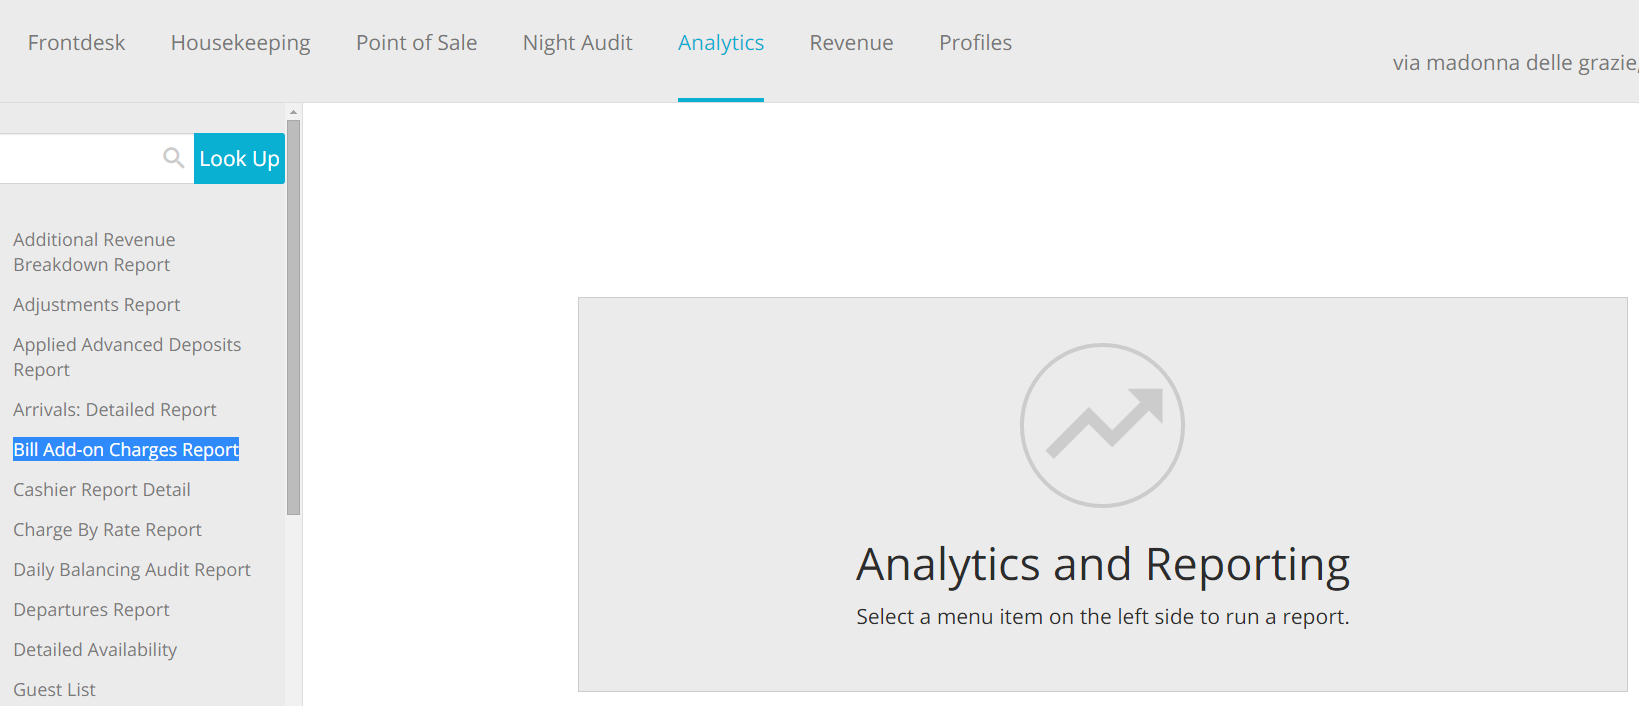 Frontdesk Housekeeping Point of Sale Night Audit Analytics Revenue Profiles
via madonna delle grazie,
Look Up
Additional Revenue
Breakdown Report
Adjustments Report
Applied Advanced Deposits
Report
Arrivals: Detailed Report
Bill Add-on Charges Report
Cashier Report Detail
Charge By Rate Report
Daily Balancing Audit Report
Departures Report
Detailed Availability
Guest List
Analytics and Reporting
Select a menu item on the left side to run a report.